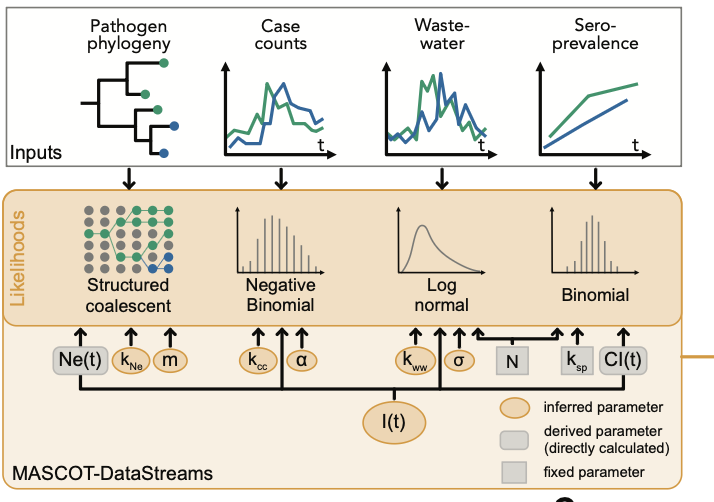 Pathogen
phylogeny
Case
counts
Waste-
water
Sero-
prevalence
t
t
t
Inputs
Likelihoods
Structured
coalescent
Negative
Binomial
Log
normal
Binomial
Ne(t)
kNe
m
kcc
α
kww
σ
N
ksp
CI(t)
I(t)
inferred parameter
derived parameter
(directly calculated)
fixed parameter
MASCOT-DataStreams